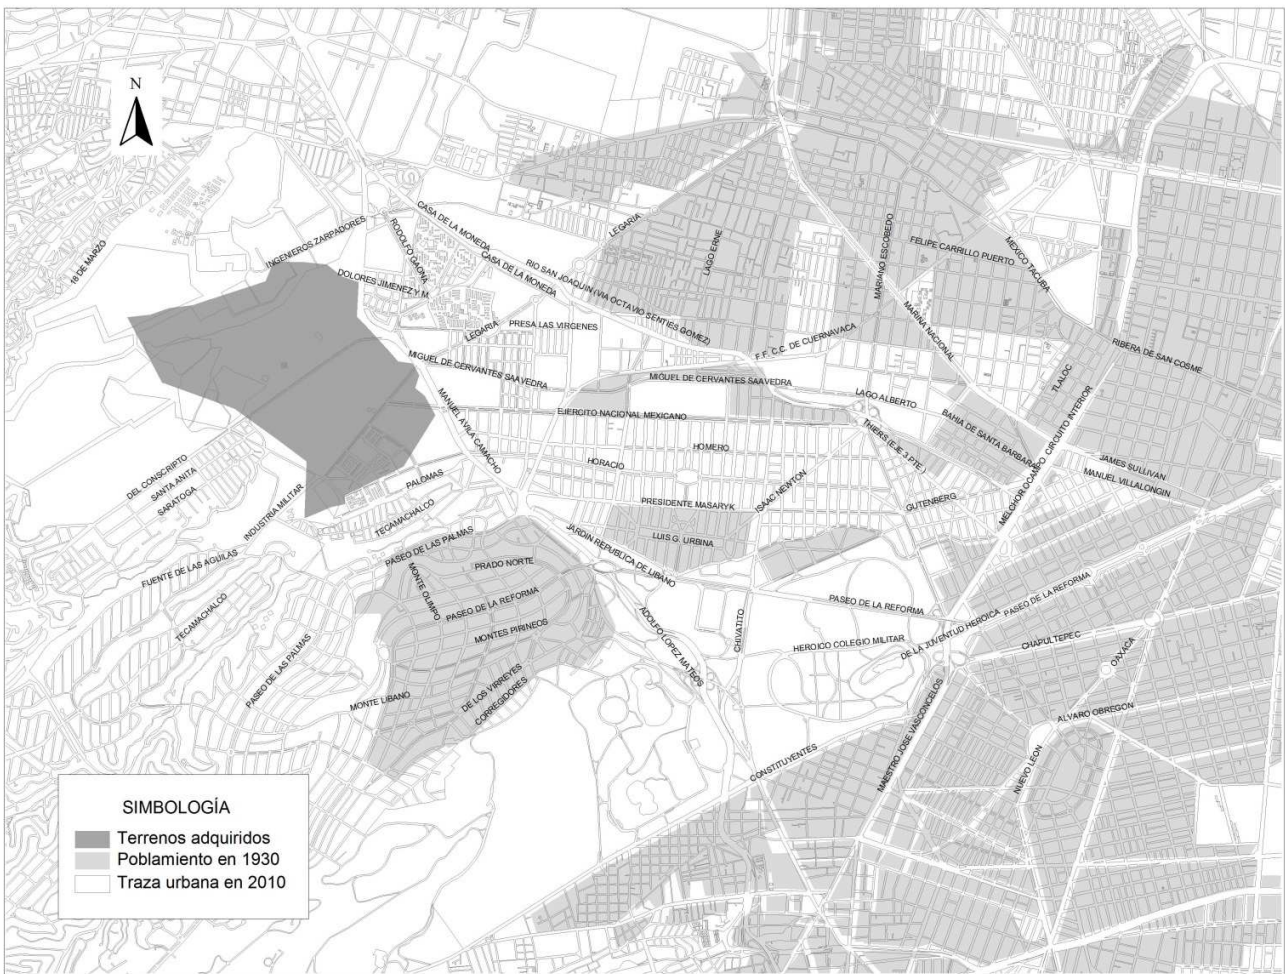 N
CASA DE LA MONEDA
INGENIEROS ZARPADORES
RODOLFO GAONA
LEGARIA
LAGO ERNE
MARIANO ESCOBEDO
FELIPE CARRILLO PUERTO
MEXICO TACUBA
18 DE MARZO
CASA DE LA MONEDA
RIO SAN JOAQUIN (VIA OCTAVIO SENTIES GOMEZ)
DOLORES JIMENEZ Y. M.
LEGARIA
PRESA LAS VIRGENES
F.F. C.C. DE CUERNAVACA
MARINA NACIONAL
RIBERA DE SAN COSME
TLALOC
MIGUEL DE CERVANTES SAAVEDRA
MIGUEL DE CERVANTES SAAVEDRA
LAGO ALBERTO
BAHIA DE SANTA BARBARA
MANUEL AVILA CAMACHO
EJERCITO NACIONAL MEXICANO
THIERS (EJE 3 PTE.)
MELCHOR OCAMPO. CIRCUITO INTERIOR
HOMERO
HORACIO
JAMES SULLIVAN
MANUEL VILLALONGIN
DEL CONSCRIPTO
SANTA ANITA
SARATOGA
INDUSTRIA MILITAR
PALOMAS
TECAMACHALCO
PRESIDENTE MASARYK
ISAAC NEWTON
GUTENBERG
PASEO DE LAS PALMAS
JARDIN REPUBLICA DE LIBANO
LUIS G. URBINA
FUENTE DE LAS AGUILAS
MONTE OLIMPO
PRADO NORTE
PASEO DE LA REFORMA
MONTES PIRINEOS
TECAMACHALCO
PASEO DE LAS PALMAS
ADOLFO LOPEZ MATEOS
CHIVATITO
PASEO DE LA REFORMA
HEROICO COLEGIO MILITAR
DE LA JUVENTUD HEROICA
PASEO DE LA REFORMA
CHAPULTEPEC
OAXACA
MONTE LIBANO
DE LOS VIRREYES
CORREGIDORES
MAESTRO JOSE VASCONCELOS
ALVARO OBREGON
NUEVO LEON
CONSTITUYENTES
SIMBOLOGÍA
Terrenos adquiridos
Poblamiento en 1930
Traza urbana en 2010